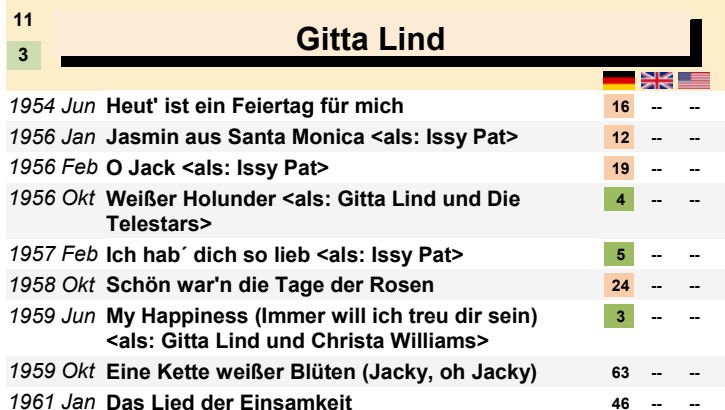 11
Gitta Lind
3
1954 Jun Heut' ist ein Feiertag für mich 16 -- --
1956 Jan Jasmin aus Santa Monica <als: Issy Pat> 12 -- --
1956 Feb O Jack <als: Issy Pat> 19 -- --
1956 Okt Weißer Holunder <als: Gitta Lind und Die 4 -- --
Telestars>
1957 Feb Ich hab´ dich so lieb <als: Issy Pat> 5 -- --
1958 Okt Schön war'n die Tage der Rosen 24 -- --
1959 Jun My Happiness (Immer will ich treu dir sein) 3 -- --
<als: Gitta Lind und Christa Williams>
1959 Okt Eine Kette weißer Blüten (Jacky, oh Jacky) 63 -- --
1961 Jan Das Lied der Einsamkeit 46 -- --